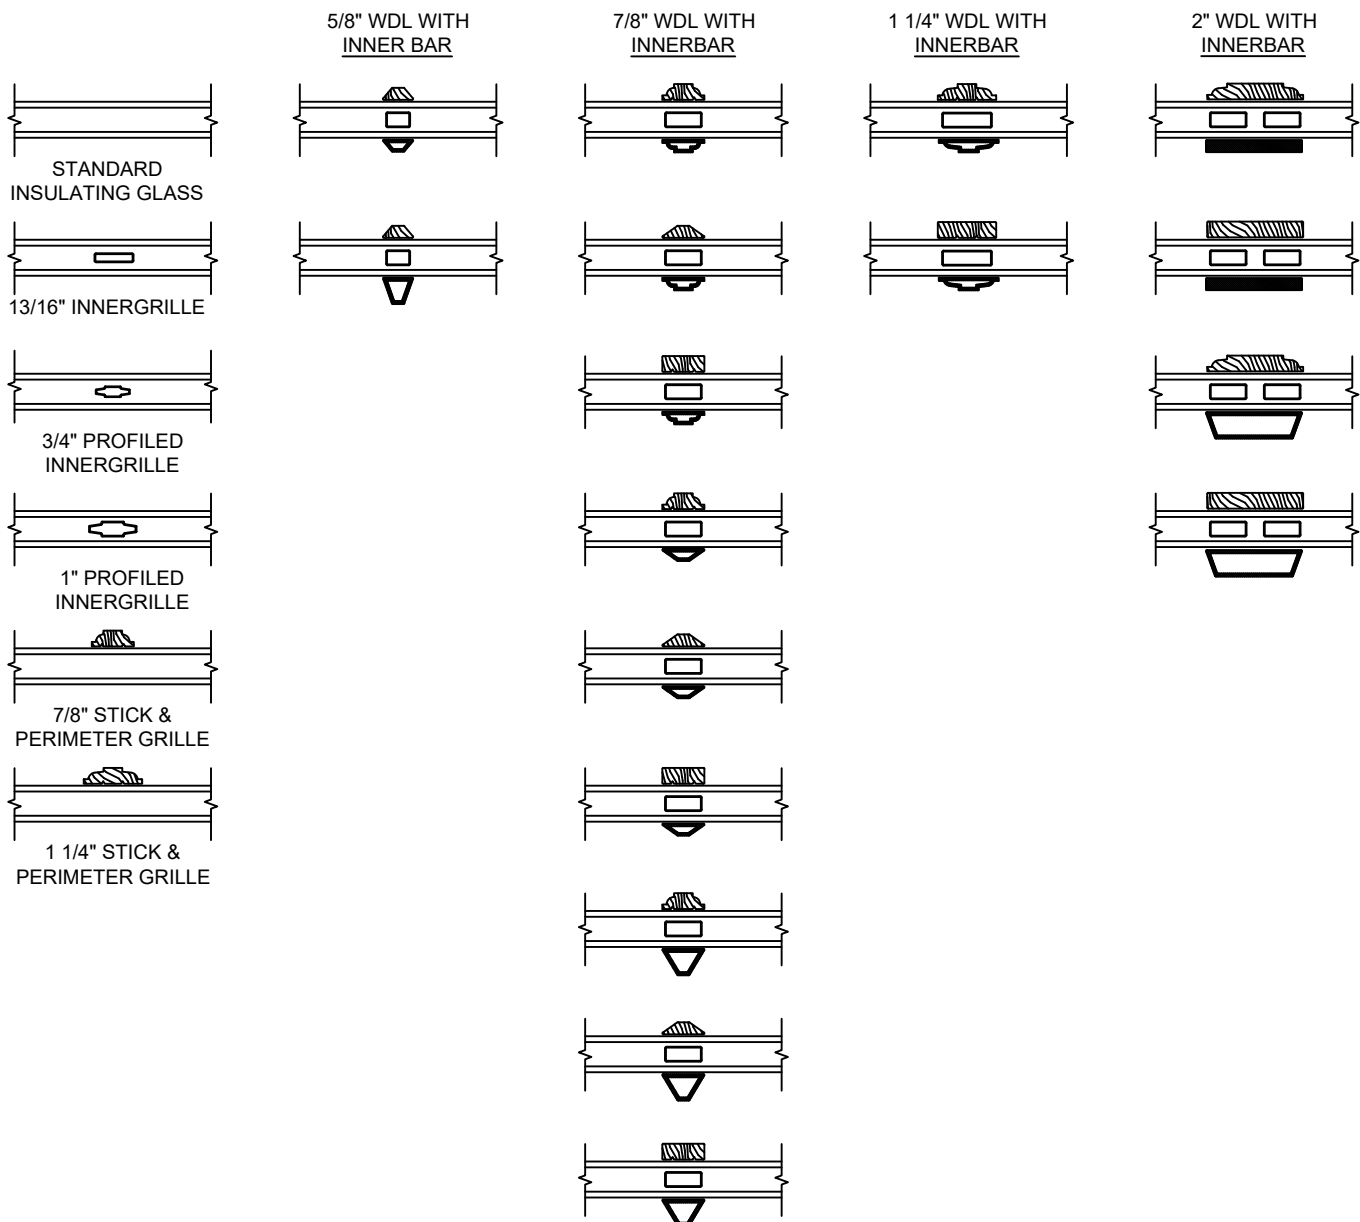 5/8" WDL WITH
INNER BAR
7/8" WDL WITH
INNERBAR
1 1/4" WDL WITH
INNERBAR
2" WDL WITH
INNERBAR
STANDARD
INSULATING GLASS
13/16" INNERGRILLE
3/4" PROFILED
INNERGRILLE
1" PROFILED
INNERGRILLE
7/8" STICK &
PERIMETER GRILLE
1 1/4" STICK &
PERIMETER GRILLE